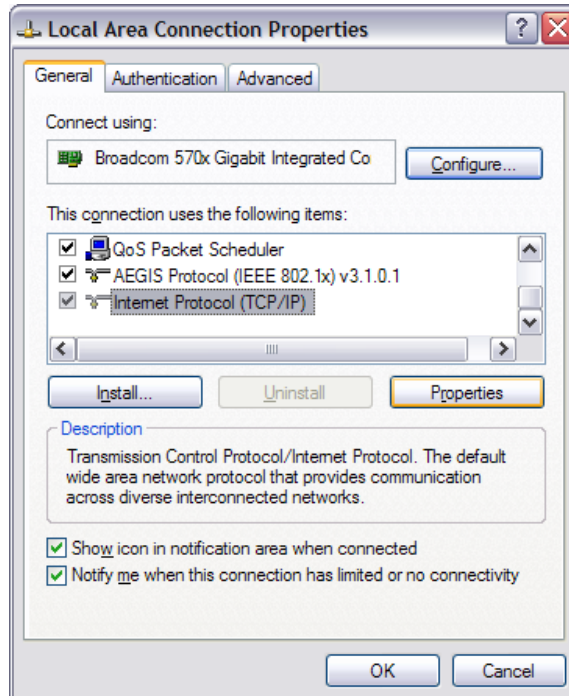 Local Area Connection Properties
General Authentication Advanced
Connect using:
Broadcom 570x Gigabit Integrated Co
Configure...
This connection uses the following items:
QoS Packet Scheduler
AEGIS Protocol (IEEE 802.1x) v3.1.0.1
Internet Protocol (TCP/IP)
Install... Uninstall Properties
Description
Transmission Control Protocol/Internet Protocol. The default
wide area network protocol that provides communication
across diverse interconnected networks.
Show icon in notification area when connected
Notify me when this connection has limited or no connectivity
OK Cancel